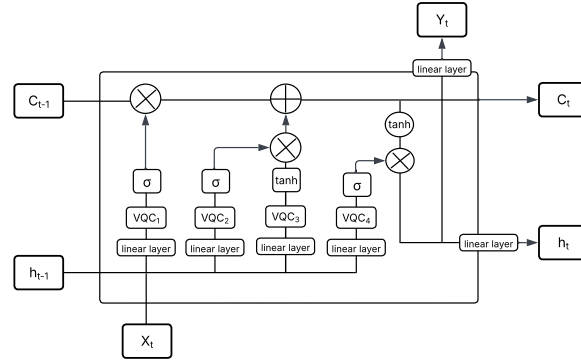 Yₜ
linear layer
Cₜ₋₁
Cₜ
tanh
σ
σ
tanh
σ
VQC₁
VQC₂
VQC₃
VQC₄
linear layer
linear layer
linear layer
linear layer
linear layer
hₜ
hₜ₋₁
Xₜ